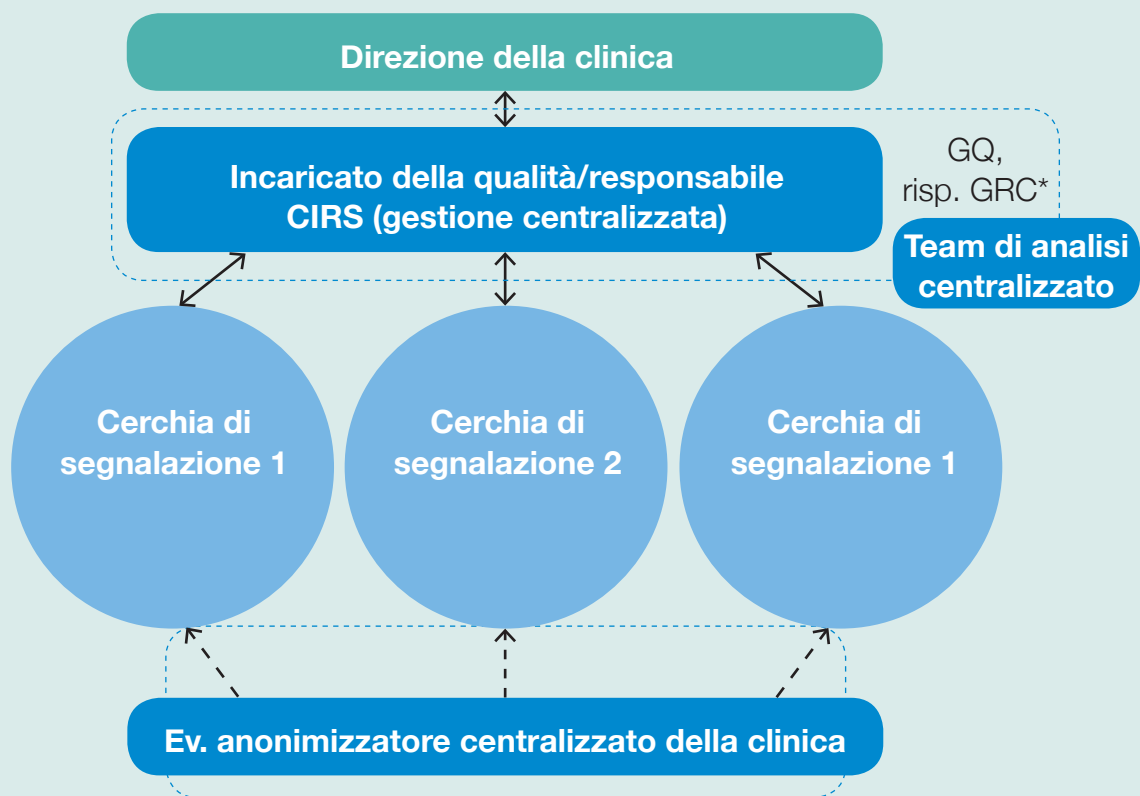 Direzione della clinica
Incaricato della qualità/responsabile
CIRS (gestione centralizzata)
GQ,
risp. GRC*
Team di analisi
centralizzato
Cerchia di
segnalazione 1
Cerchia di
segnalazione 2
Cerchia di
segnalazione 1
Ev. anonimizzatore centralizzato della clinica